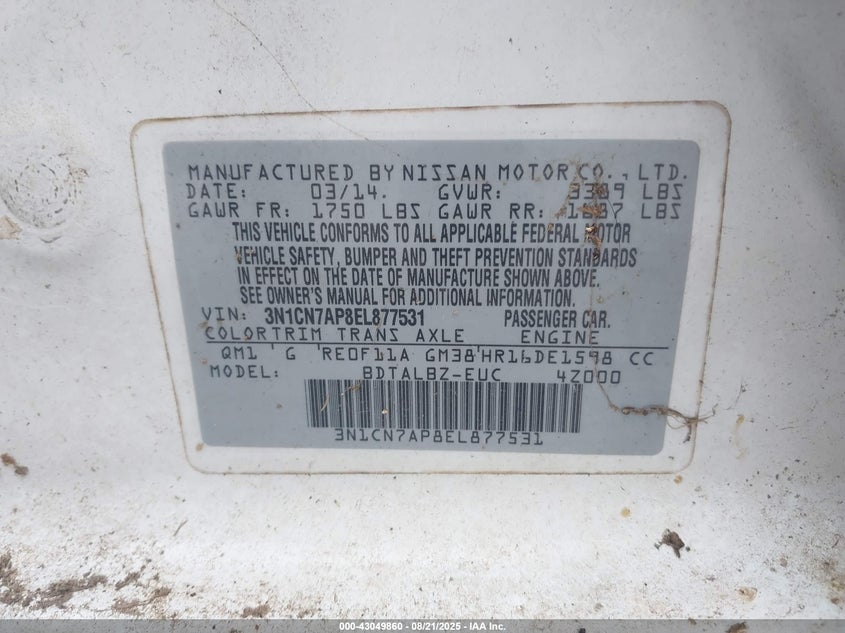 MANUFACTURED BY NISSAN MOTOR CO., LTD.
DATE: 03/14. GVWR: 3389 LBS
GAWR FR: 1750 LBS GAWR RR: LBS
THIS VEHICLE CONFORMS TO ALL APPLICABLE FEDERAL MOTOR
VEHICLE SAFETY, BUMPER AND THEFT PREVENTION STANDARDS
IN EFFECT ON THE DATE OF MANUFACTURE SHOWN ABOVE.
SEE OWNER'S MANUAL FOR ADDITIONAL INFORMATION.
VIN: 3N1CN7AP8EL877531 PASSENGER CAR.
COLOR TRIM TRANS AXLE ENGINE
QM1 G RE0F11A GM38 HR16DE1598 CC
MODEL: BDTALBZ-EUC 4Z000
3N1CN7AP8EL877531
000-43049860 - 08/21/2025 - IAA Inc.